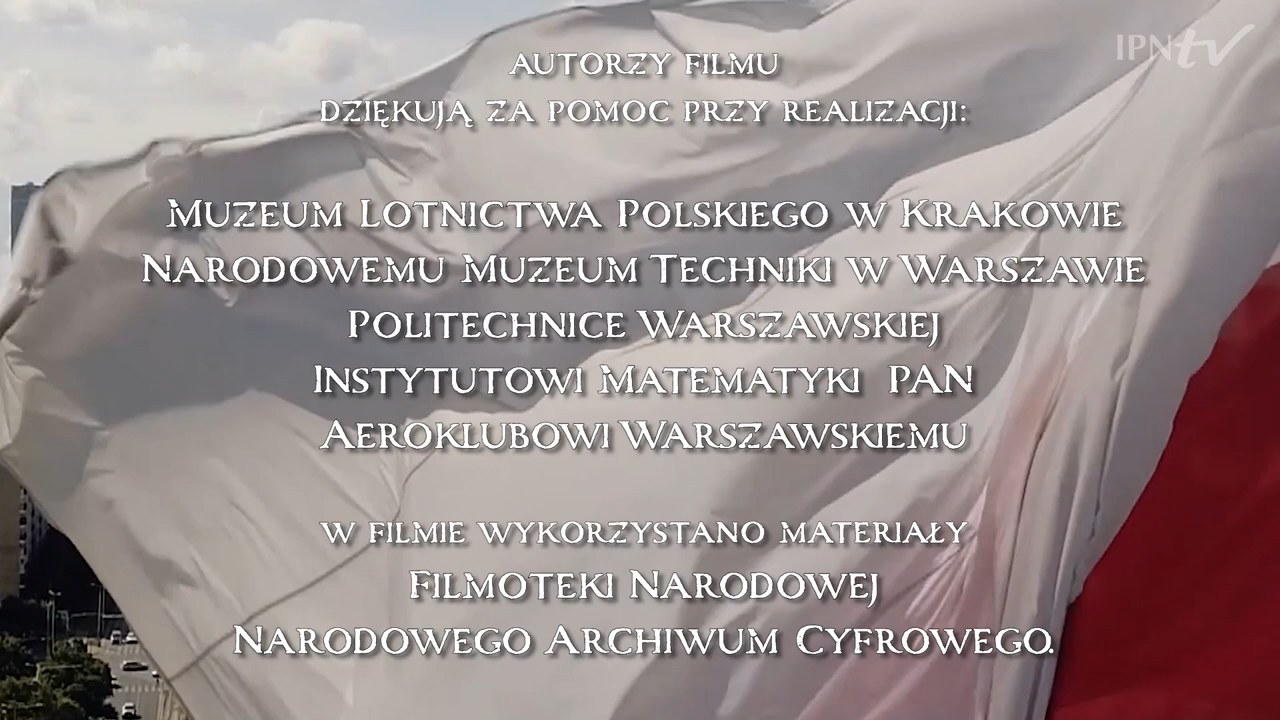 IPNtv
AUTORZY FILMU
DZIĘKUJĄ ZA POMOC PRZY REALIZACJI:
MUZEUM LOTNICTWA POLSKIEGO W KRAKOWIE
NARODOWEMU MUZEUM TECHNIKI W WARSZAWIE
POLITECHNICE WARSZAWSKIEJ
INSTYTUTOWI MATEMATYKI PAN
AEROKLUBOWI WARSZAWSKIEMU
W FILMIE WYKORZYSTANO MATERIAŁY
FILMOTEKI NARODOWEJ
NARODOWEGO ARCHIWUM CYFROWEGO.